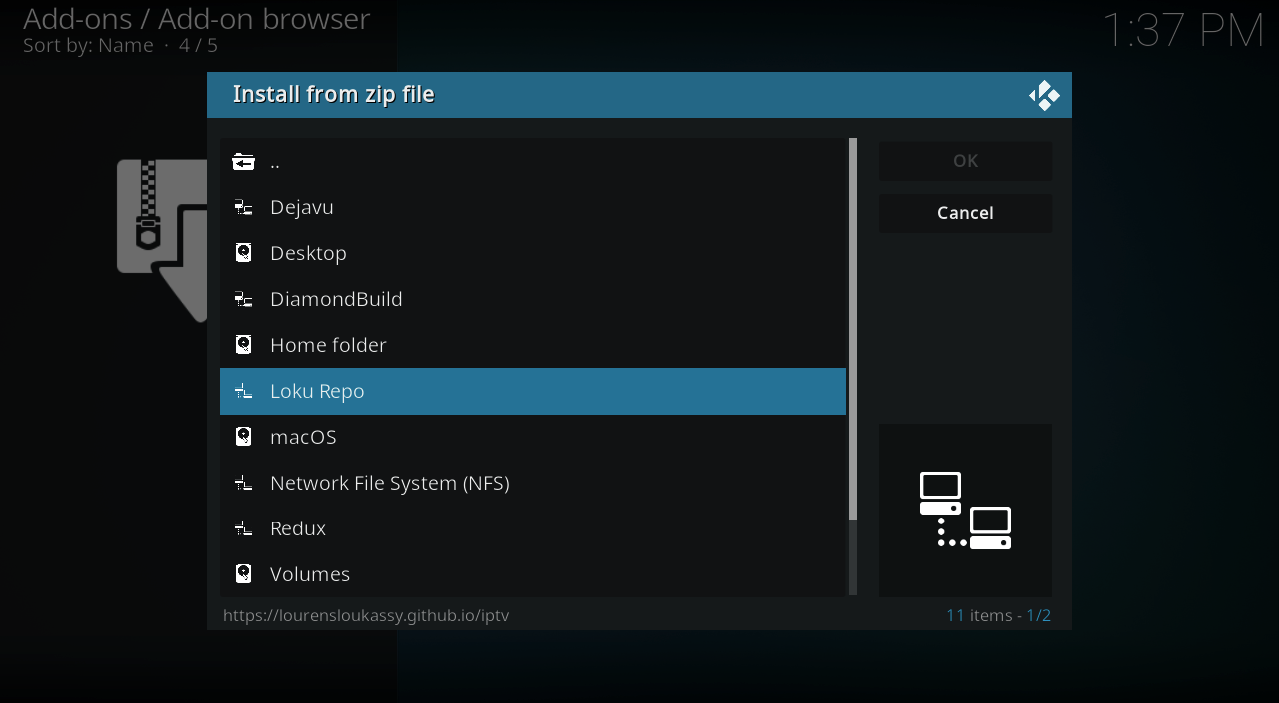 Add-ons / Add-on browser
Sort by: Name · 4 / 5
1:37 PM
Install from zip file
..
Dejavu
Desktop
DiamondBuild
Home folder
Loku Repo
macOS
Network File System (NFS)
Redux
Volumes
OK
Cancel
https://lourensloukassy.github.io/iptv
11 items - 1/2